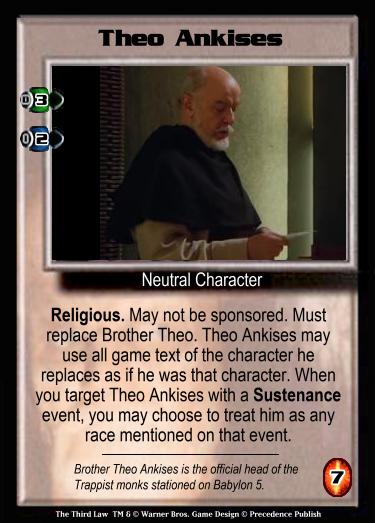 Theo Ankises
3
2
Neutral Character
Religious. May not be sponsored. Must
replace Brother Theo. Theo Ankises may
use all game text of the character he
replaces as if he was that character. When
you target Theo Ankises with a Sustenance
event, you may choose to treat him as any
race mentioned on that event.
Brother Theo Ankises is the official head of the
Trappist monks stationed on Babylon 5.
7
The Third Law TM & © Warner Bros. Game Design © Precedence Publish